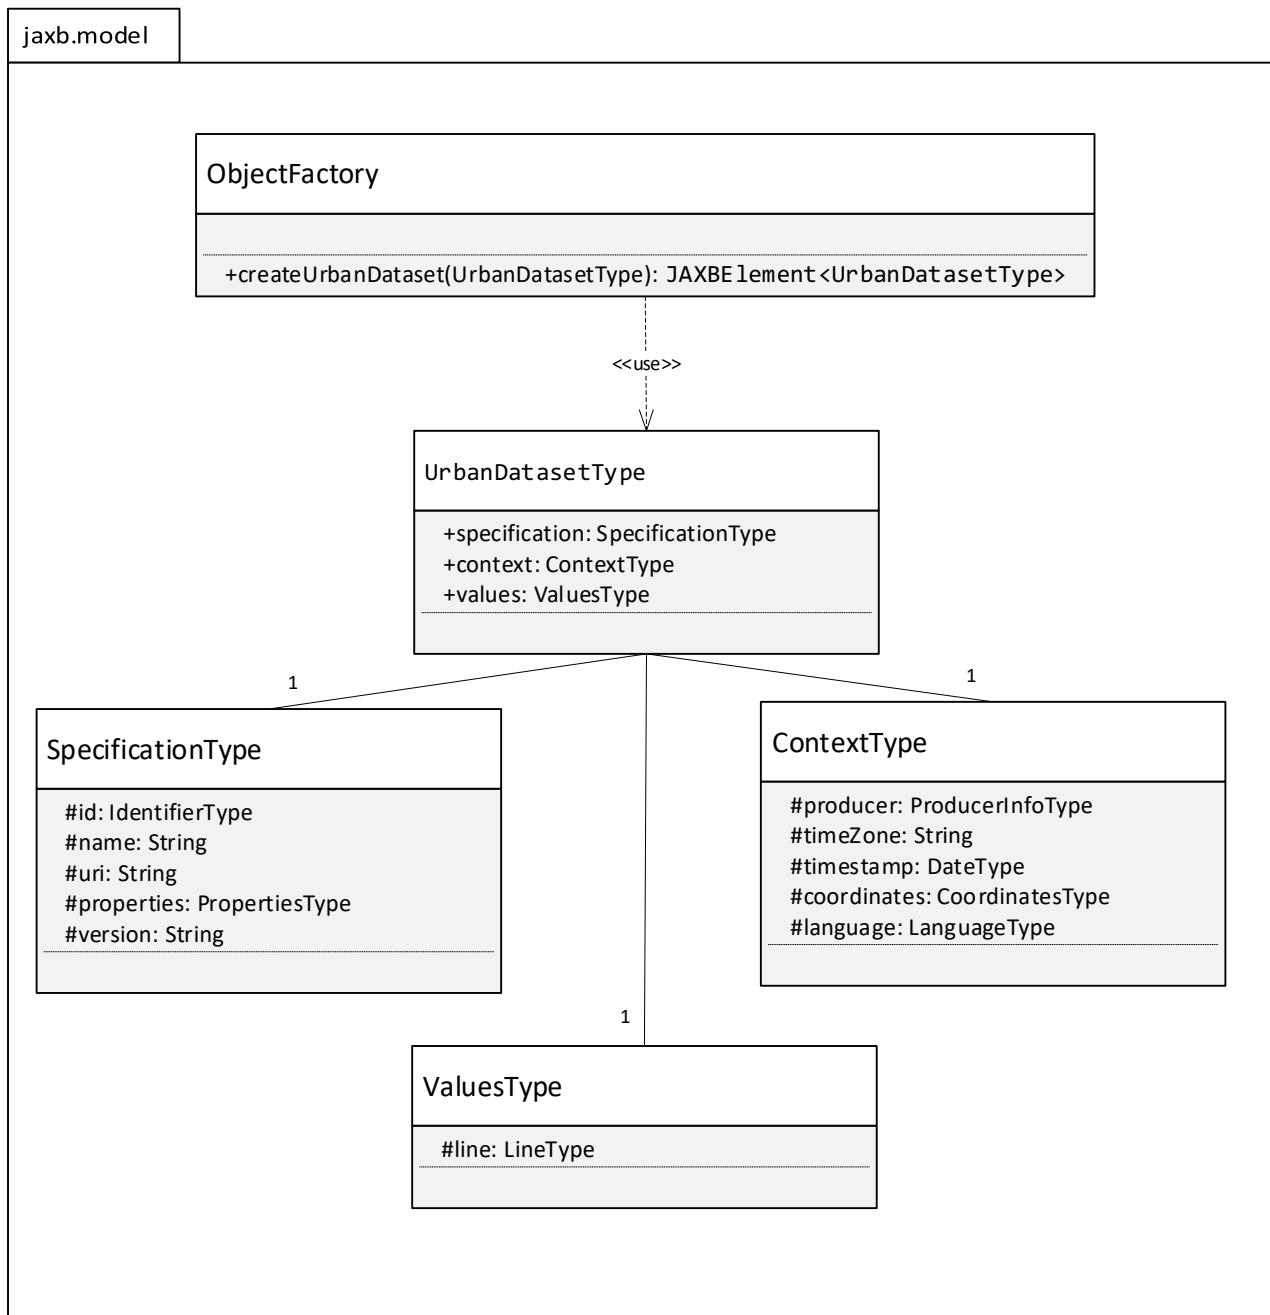 jaxb.model
ObjectFactory
+createUrbanDataset(UrbanDatasetType): JAXBElement<UrbanDatasetType>
<<use>>
UrbanDatasetType
+specification: SpecificationType
+context: ContextType
+values: ValuesType
1
1
SpecificationType
#id: IdentifierType
#name: String
#uri: String
#properties: PropertiesType
#version: String
ContextType
#producer: ProducerInfoType
#timeZone: String
#timestamp: DateType
#coordinates: CoordinatesType
#language: LanguageType
1
ValuesType
#line: LineType